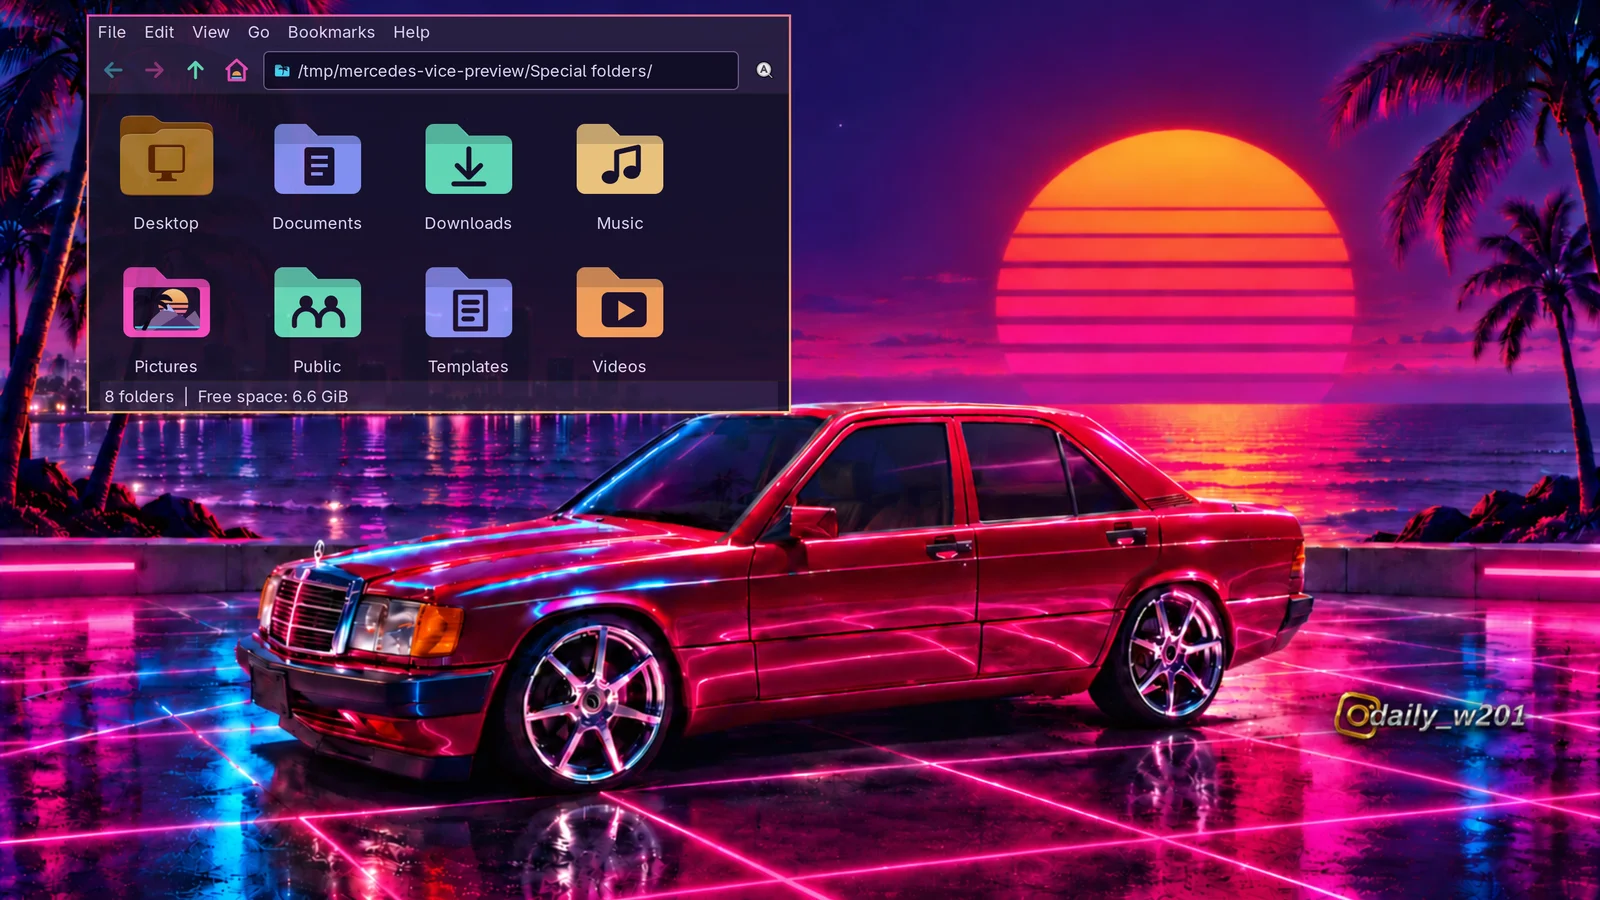 File Edit View Go Bookmarks Help
/tmp/mercedes-vice-preview/Special folders/
A
Desktop Documents Downloads Music
Pictures Public Templates Videos
8 folders | Free space: 6.6 GiB
daily_w201